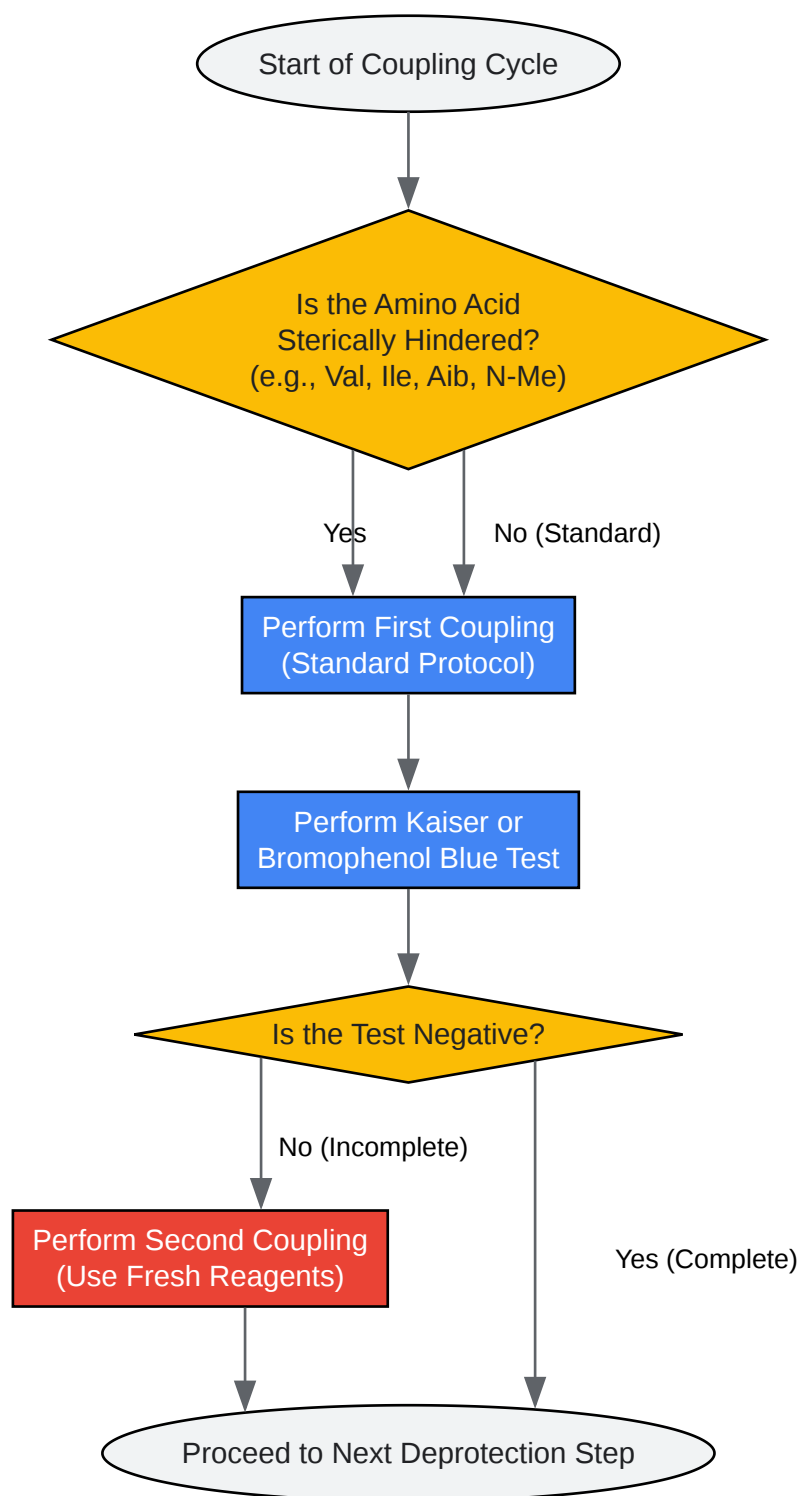 Start of Coupling Cycle
Is the Amino Acid
Sterically Hindered?
(e.g., Val, Ile, Aib, N-Me)
Yes
No (Standard)
Perform First Coupling
(Standard Protocol)
Perform Kaiser or
Bromophenol Blue Test
Is the Test Negative?
No (Incomplete)
Perform Second Coupling
(Use Fresh Reagents)
Yes (Complete)
Proceed to Next Deprotection Step